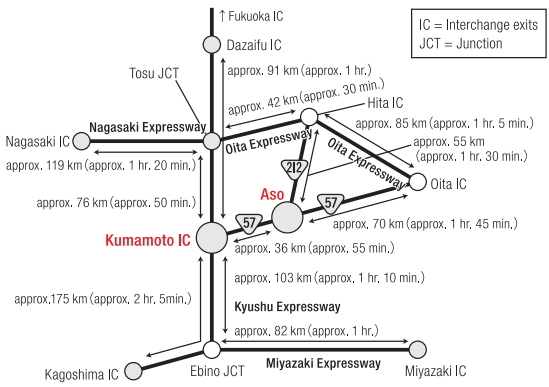 ↑ Fukuoka IC
IC = Interchange exits
JCT = Junction
Dazaifu IC
approx. 91 km (approx. 1 hr.)
Tosu JCT
approx. 42 km (approx. 30 min.)
Hita IC
Nagasaki IC
Nagasaki Expressway
Oita Expressway
approx. 85 km (approx. 1 hr. 5 min.)
approx. 55 km
(approx. 1 hr. 30 min.)
Oita Expressway
approx. 119 km (approx. 1 hr. 20 min.)
212
Oita IC
approx. 76 km (approx. 50 min.)
Aso
57
57
approx. 70 km (approx. 1 hr. 45 min.)
Kumamoto IC
approx. 36 km (approx. 55 min.)
approx. 103 km (approx. 1 hr. 10 min.)
approx.175 km (approx. 2 hr. 5min.)
Kyushu Expressway
approx. 82 km (approx. 1 hr.)
Kagoshima IC
Ebino JCT
Miyazaki Expressway
Miyazaki IC